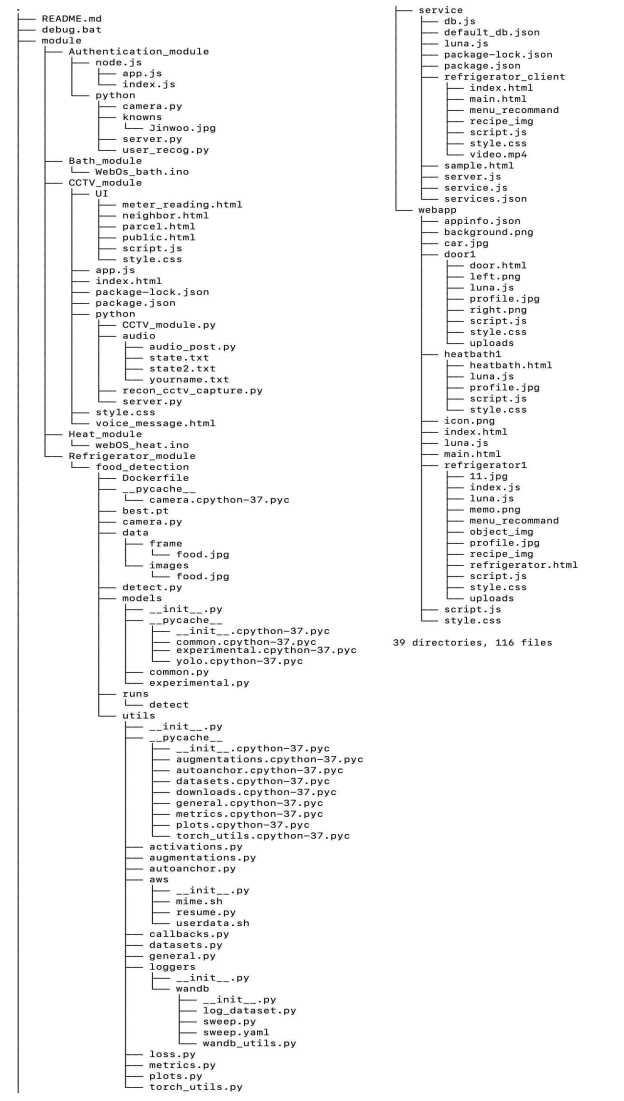 .
├── README.md
├── debug.bat
├── module
│   ├── Authentication_module
│   │   ├── node.js
│   │   │   ├── app.js
│   │   │   └── index.js
│   │   └── python
│   │       ├── camera.py
│   │       ├── knowns
│   │       │   └── Jinwoo.jpg
│   │       ├── server.py
│   │       └── user_recog.py
│   ├── Bath_module
│   │   └── WebOs_bath.ino
│   ├── CCTV_module
│   │   ├── UI
│   │   │   ├── meter_reading.html
│   │   │   ├── neighbor.html
│   │   │   ├── parcel.html
│   │   │   ├── public.html
│   │   │   ├── script.js
│   │   │   └── style.css
│   │   ├── app.js
│   │   ├── index.html
│   │   ├── package-lock.json
│   │   ├── package.json
│   │   ├── python
│   │   │   ├── CCTV_module.py
│   │   │   ├── audio
│   │   │   │   ├── audio_post.py
│   │   │   │   ├── state.txt
│   │   │   │   ├── state2.txt
│   │   │   │   └── yourname.txt
│   │   │   ├── recon_cctv_capture.py
│   │   │   └── server.py
│   │   ├── style.css
│   │   └── voice_message.html
│   ├── Heat_module
│   │   └── webOS_heat.ino
│   └── Refrigerator_module
│       └── food_detection
│           ├── Dockerfile
│           ├── __pycache__
│           │   └── camera.cpython-37.pyc
│           ├── best.pt
│           ├── camera.py
│           ├── data
│           │   ├── frame
│           │   │   └── food.jpg
│           │   └── images
│           │       └── food.jpg
│           ├── detect.py
│           ├── models
│           │   ├── __init__.py
│           │   ├── __pycache__
│           │   │   ├── __init__.cpython-37.pyc
│           │   │   ├── common.cpython-37.pyc
│           │   │   ├── experimental.cpython-37.pyc
│           │   │   └── yolo.cpython-37.pyc
│           │   ├── common.py
│           │   └── experimental.py
│           ├── runs
│           │   └── detect
│           └── utils
│               ├── __init__.py
│               ├── __pycache__
│               │   ├── __init__.cpython-37.pyc
│               │   ├── augmentations.cpython-37.pyc
│               │   ├── autoanchor.cpython-37.pyc
│               │   ├── datasets.cpython-37.pyc
│               │   ├── downloads.cpython-37.pyc
│               │   ├── general.cpython-37.pyc
│               │   ├── metrics.cpython-37.pyc
│               │   ├── plots.cpython-37.pyc
│               │   └── torch_utils.cpython-37.pyc
│               ├── activations.py
│               ├── augmentations.py
│               ├── autoanchor.py
│               ├── aws
│               │   ├── __init__.py
│               │   ├── mime.sh
│               │   ├── resume.py
│               │   └── userdata.sh
│               ├── callbacks.py
│               ├── datasets.py
│               ├── general.py
│               ├── loggers
│               │   ├── __init__.py
│               │   └── wandb
│               │       ├── __init__.py
│               │       ├── log_dataset.py
│               │       ├── sweep.py
│               │       ├── sweep.yaml
│               │       └── wandb_utils.py
│               ├── loss.py
│               ├── metrics.py
│               ├── plots.py
│               └── torch_utils.py
├── service
│   ├── db.js
│   ├── default_db.json
│   ├── luna.js
│   ├── package-lock.json
│   ├── package.json
│   ├── refrigerator_client
│   │   ├── index.html
│   │   ├── main.html
│   │   ├── menu_recommand
│   │   ├── recipe_img
│   │   ├── script.js
│   │   ├── style.css
│   │   └── video.mp4
│   ├── sample.html
│   ├── server.js
│   ├── service.js
│   └── services.json
└── webapp
    ├── appinfo.json
    ├── background.png
    ├── car.jpg
    ├── door1
    │   ├── door.html
    │   ├── left.png
    │   ├── luna.js
    │   ├── profile.jpg
    │   ├── right.png
    │   ├── script.js
    │   ├── style.css
    │   └── uploads
    ├── heatbath1
    │   ├── heatbath.html
    │   ├── luna.js
    │   ├── profile.jpg
    │   ├── script.js
    │   └── style.css
    ├── icon.png
    ├── index.html
    ├── luna.js
    ├── main.html
    ├── refrigerator1
    │   ├── 11.jpg
    │   ├── index.js
    │   ├── luna.js
    │   ├── memo.png
    │   ├── menu_recommand
    │   ├── object_img
    │   ├── profile.jpg
    │   ├── recipe_img
    │   ├── refrigerator.html
    │   ├── script.js
    │   ├── style.css
    │   └── uploads
    ├── script.js
    └── style.css
39 directories, 116 files